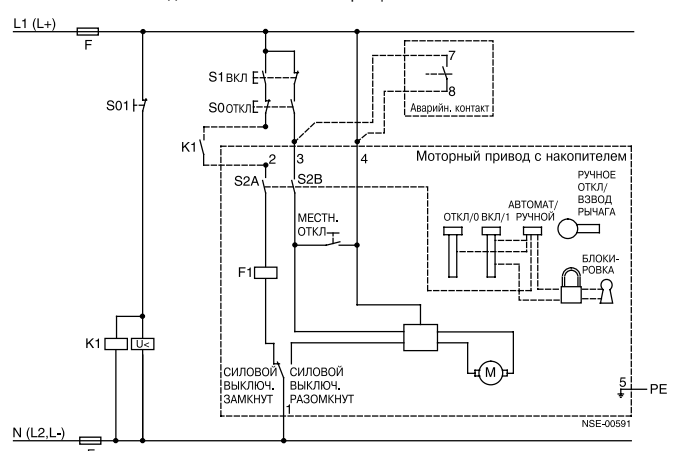 L1 (L+)
F
S1 ВКЛ
S0 ОТКЛ
S01
K1
7
8
Аварийн. контакт
2
3
4
Моторный привод с накопителем
S2A
S2B
МЕСТН.
ОТКЛ
ОТКЛ/0
ВКЛ/1
АВТОМАТ/
РУЧНОЙ
РУЧНОЕ
ОТКЛ/
ВЗВОД
РЫЧАГА
БЛОКИ-
РОВКА
F1
K1
U<
M
СИЛОВОЙ
ВЫКЛЮЧ.
ЗАМКНУТ
СИЛОВОЙ
ВЫКЛЮЧ.
РАЗОМКНУТ
1
5
PE
NSE-00591
N (L2,L-)